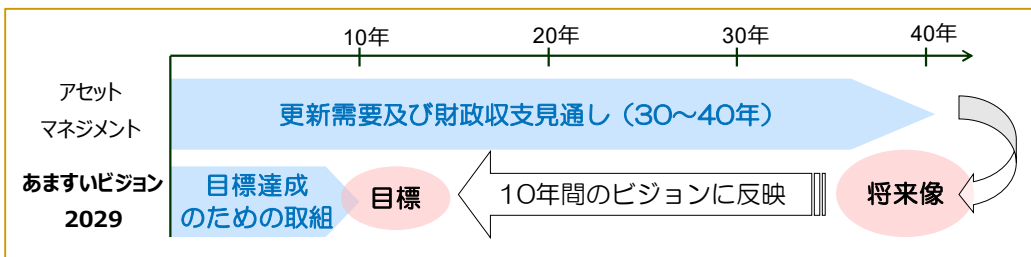 10年
20年
30年
40年
アセット
マネジメント
更新需要及び財政収支見通し（30～40年）
あますいビジョン
2029
目標達成
のための取組
目標
10年間のビジョンに反映
将来像